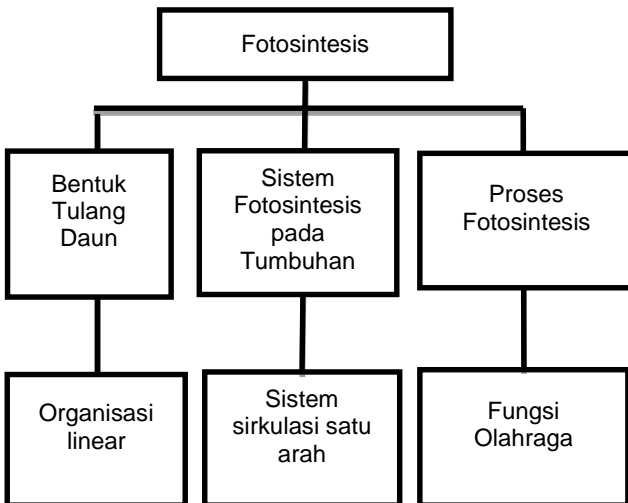 Fotosintesis
Bentuk
Tulang
Daun
Sistem
Fotosintesis
pada
Tumbuhan
Proses
Fotosintesis
Organisasi
linear
Sistem
sirkulasi satu
arah
Fungsi
Olahraga